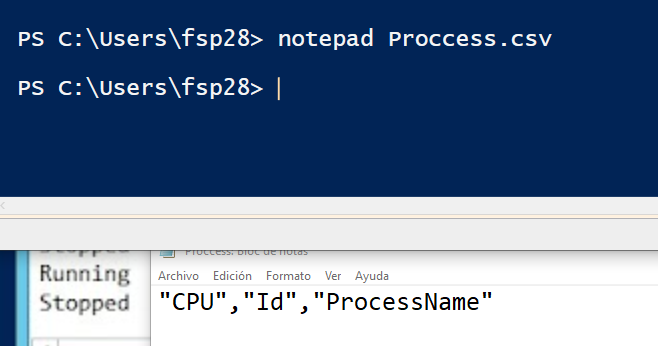 PS C:\Users\fsp28> notepad Proccess.csv
PS C:\Users\fsp28>
Stopped
Proccess: Bloc de notas
Archivo Edición Formato Ver Ayuda
Running
"CPU","Id","ProcessName"
Stopped